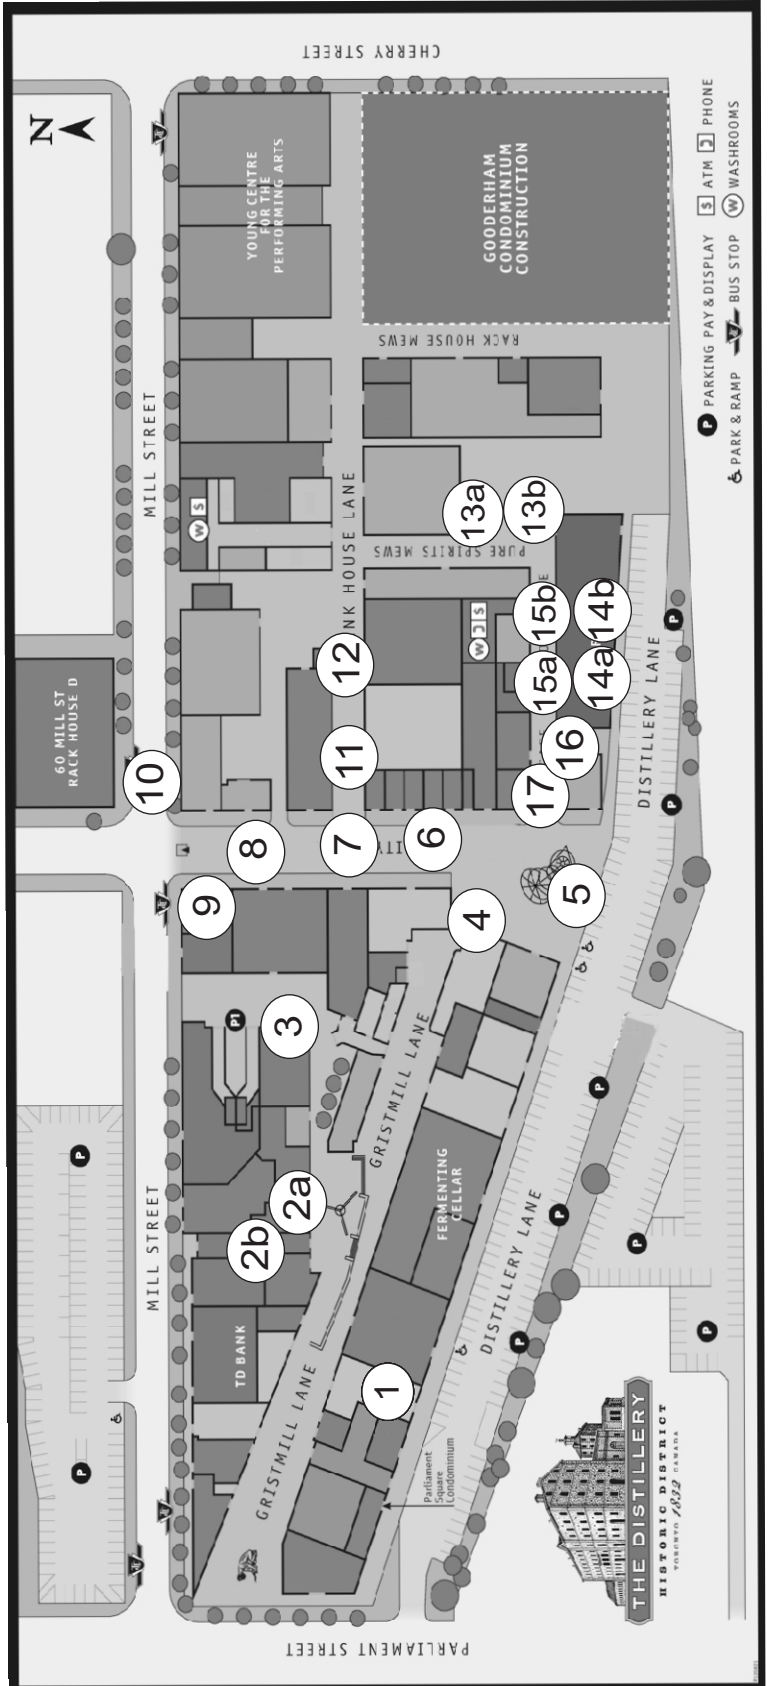 CHERRY STREET
N
YOUNG CENTRE
FOR THE
PERFORMING ARTS
GOODERHAM
CONDOMINIUM
CONSTRUCTION
RACK HOUSE MEWS
P PARKING PAY & DISPLAY
$ ATM
PHONE
PARK & RAMP
BUS STOP
W WASHROOMS
MILL STREET
W $
NK HOUSE LANE
PURE SPIRITS MEWS
13a
13b
W $
15b
14b
15a
14a
12
11
10
60 MILL ST
RACK HOUSE D
16
17
DISTILLERY LANE
P
P
8
7
6
9
4
5
3
P1
GRISTMILL LANE
P
P
2a
2b
MILL STREET
FERMENTING
CELLAR
DISTILLERY LANE
P
P
P
P
TD BANK
1
GRISTMILL LANE
P
Parliament
Square
Condominium
THE DISTILLERY
HISTORIC DISTRICT
TORONTO 1832 CANADA
PARLIAMENT STREET